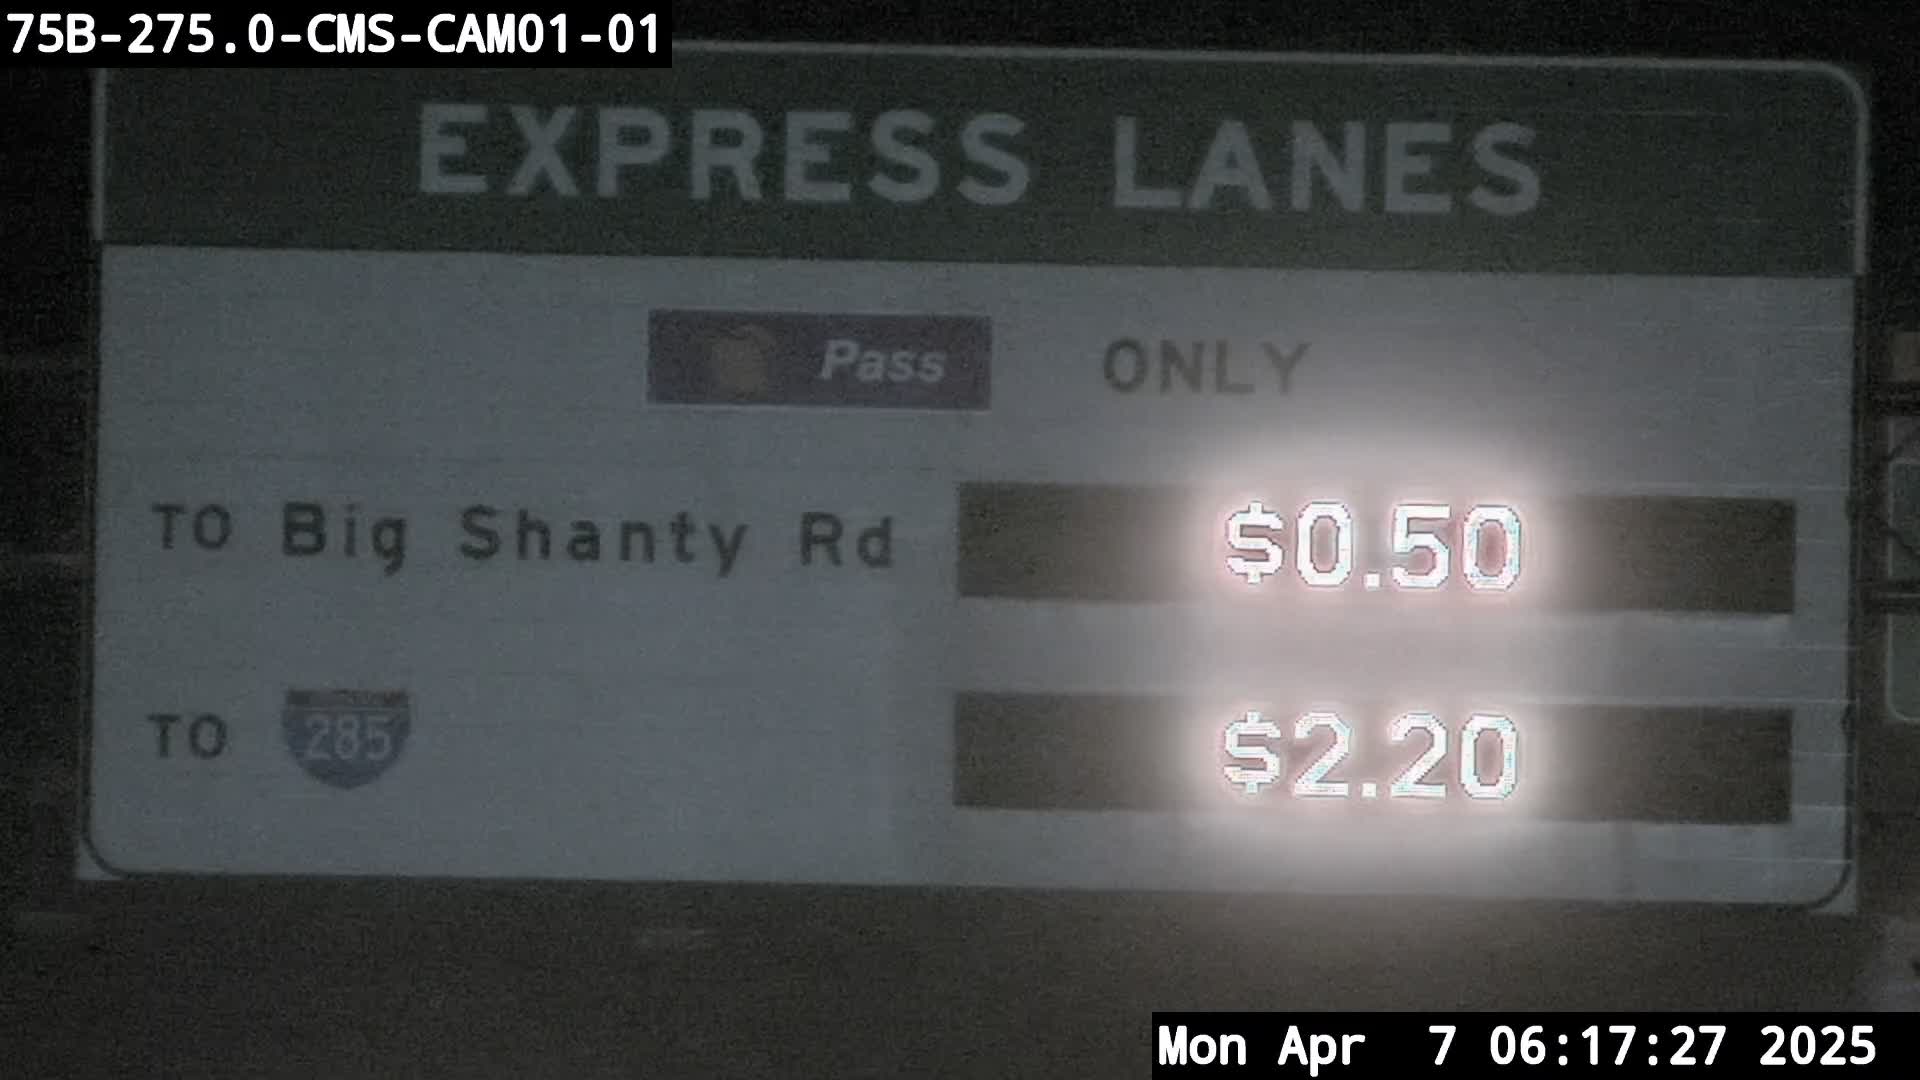 75B-275.0-CMS-CAM01-01
EXPRESS LANES
Pass ONLY
TO Big Shanty Rd $0.50
TO 285 $2.20
Mon Apr 7 06:17:27 2025